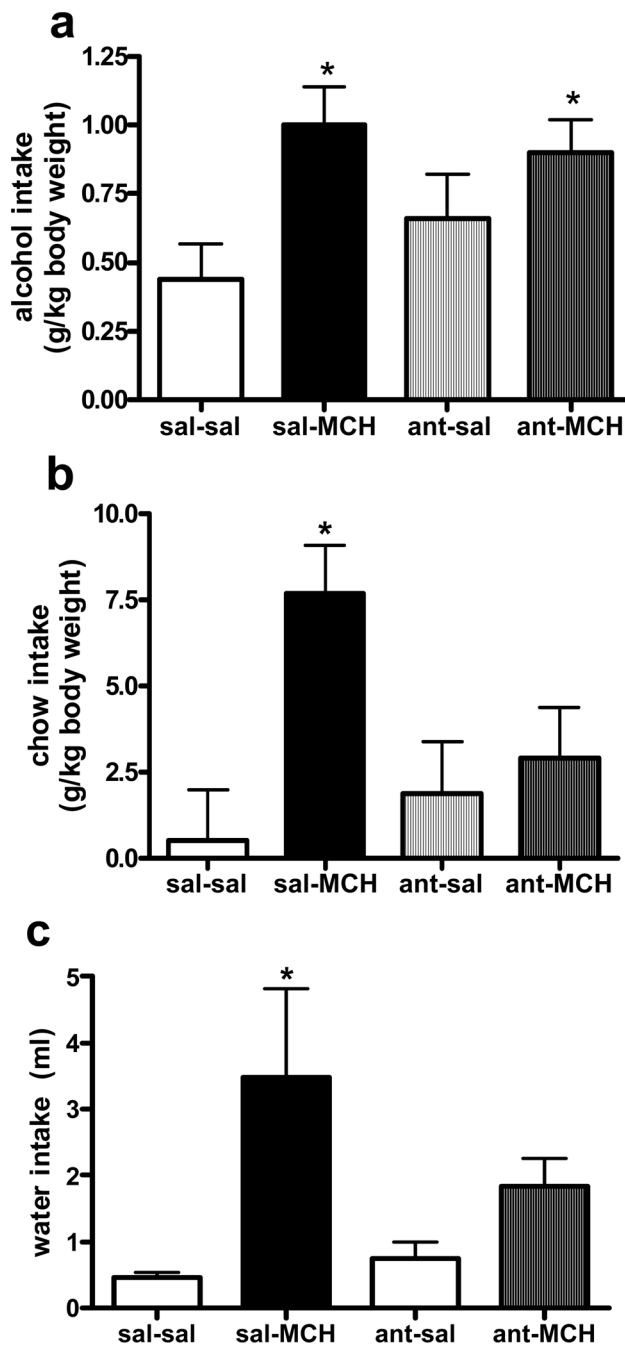 a
alcohol intake
(g/kg body weight)
1.25
1.00
0.75
0.50
0.25
0.00
*
*
sal-sal sal-MCH ant-sal ant-MCH
b
chow intake
(g/kg body weight)
10.0
7.5
5.0
2.5
0.0
*
sal-sal sal-MCH ant-sal ant-MCH
c
water intake (ml)
5
4
3
2
1
0
*
sal-sal sal-MCH ant-sal ant-MCH